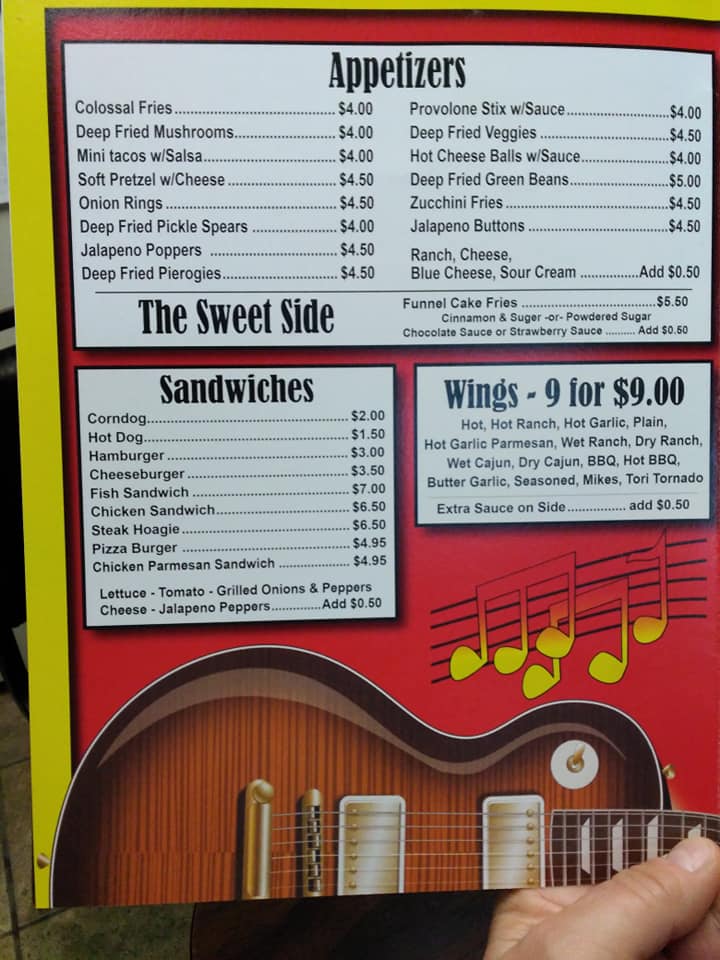 Appetizers
Colossal Fries.................................. $4.00
Deep Fried Mushrooms..................... $4.00
Mini tacos w/Salsa............................ $4.00
Soft Pretzel w/Cheese ...................... $4.50
Onion Rings ................................... $4.50
Deep Fried Pickle Spears .................. $4.00
Jalapeno Poppers .......................... $4.50
Deep Fried Pierogies........................ $4.50
Provolone Stix w/Sauce.......................$4.00
Deep Fried Veggies .............................$4.50
Hot Cheese Balls w/Sauce....................$4.00
Deep Fried Green Beans......................$5.00
Zucchini Fries .....................................$4.50
Jalapeno Buttons ................................$4.50
Ranch, Cheese,
Blue Cheese, Sour Cream .............Add $0.50
The Sweet Side
Funnel Cake Fries ..............................$5.50
Cinnamon & Suger -or- Powdered Sugar
Chocolate Sauce or Strawberry Sauce .......... Add $0.50
Sandwiches
Corndog............................................ $2.00
Hot Dog............................................. $1.50
Hamburger ........................................ $3.00
Cheeseburger .................................... $3.50
Fish Sandwich ................................... $7.00
Chicken Sandwich.............................. $6.50
Steak Hoagie..................................... $6.50
Pizza Burger ..................................... $4.95
Chicken Parmesan Sandwich ............... $4.95
Lettuce - Tomato - Grilled Onions & Peppers
Cheese - Jalapeno Peppers.............Add $0.50
Wings - 9 for $9.00
Hot, Hot Ranch, Hot Garlic, Plain,
Hot Garlic Parmesan, Wet Ranch, Dry Ranch,
Wet Cajun, Dry Cajun, BBQ, Hot BBQ,
Butter Garlic, Seasoned, Mikes, Tori Tornado
Extra Sauce on Side.............. add $0.50